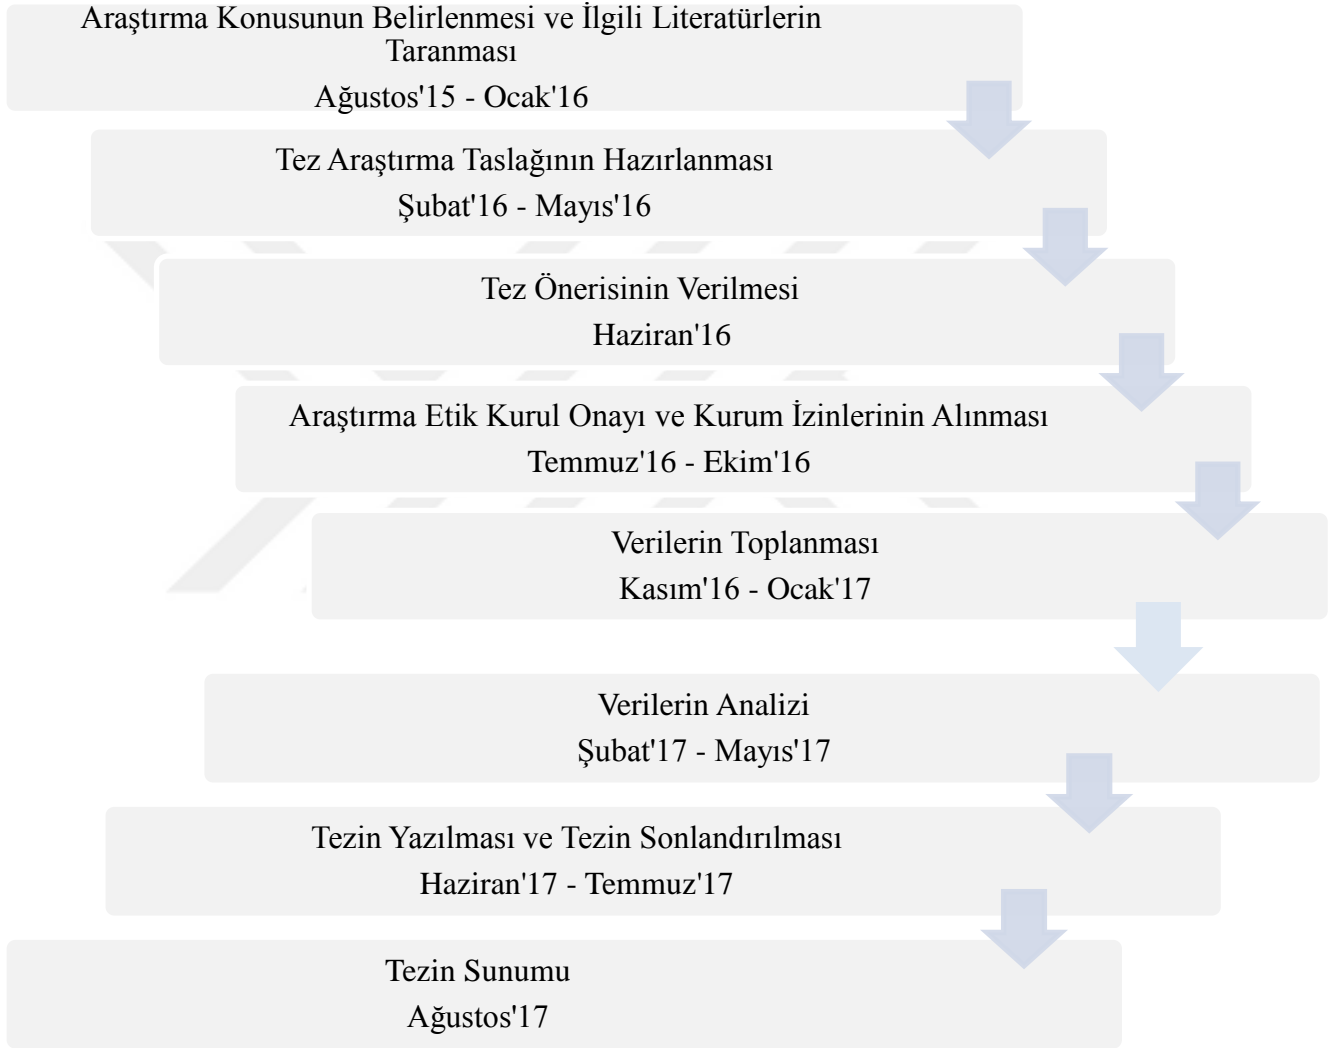 Araştırma Konusunun Belirlenmesi ve İlgili Literatürlerin
Taranması
Ağustos'15 - Ocak'16
Tez Araştırma Taslağının Hazırlanması
Şubat'16 - Mayıs'16
Tez Önerisinin Verilmesi
Haziran'16
Araştırma Etik Kurul Onayı ve Kurum İzinlerinin Alınması
Temmuz'16 - Ekim'16
Verilerin Toplanması
Kasım'16 - Ocak'17
Verilerin Analizi
Şubat'17 - Mayıs'17
Tezin Yazılması ve Tezin Sonlandırılması
Haziran'17 - Temmuz'17
Tezin Sunumu
Ağustos'17